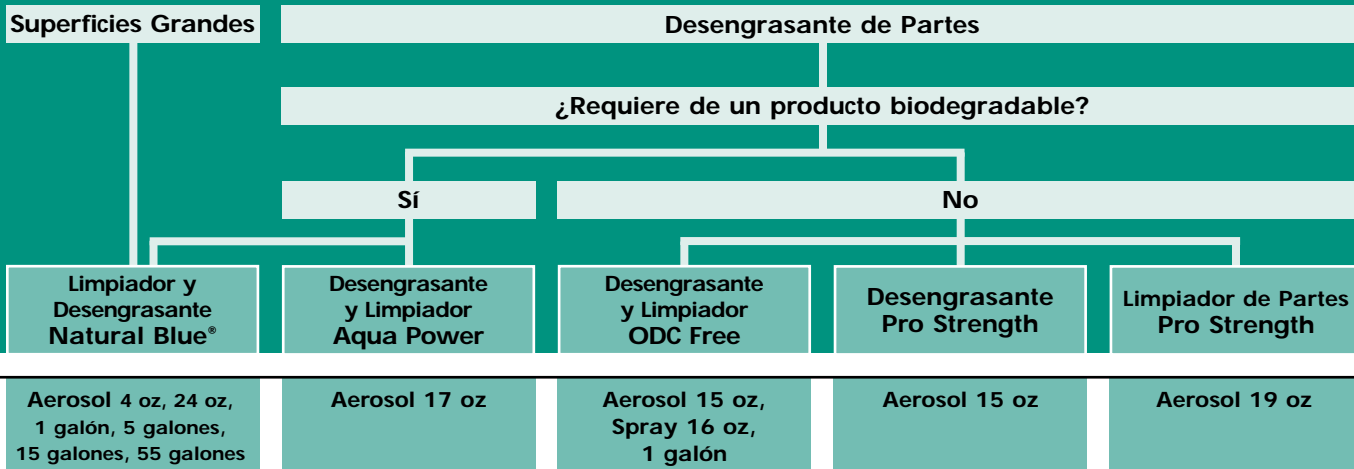 Superficies Grandes
Desengrasante de Partes
¿Requiere de un producto biodegradable?
Sí
No
Limpiador y
Desengrasante
Natural Blue®
Desengrasante
y Limpiador
Aqua Power
Desengrasante
y Limpiador
ODC Free
Desengrasante
Pro Strength
Limpiador de Partes
Pro Strength
Aerosol 4 oz, 24 oz,
1 galón, 5 galones,
15 galones, 55 galones
Aerosol 17 oz
Aerosol 15 oz,
Spray 16 oz,
1 galón
Aerosol 15 oz
Aerosol 19 oz